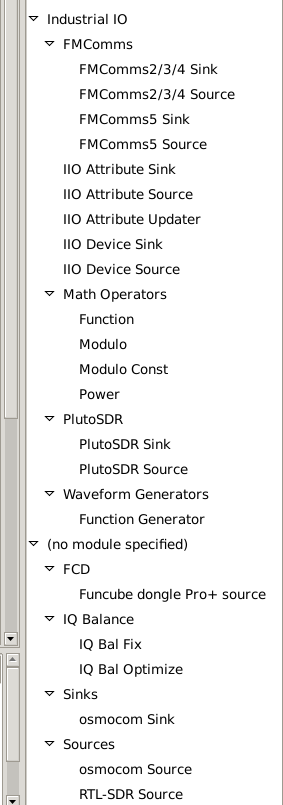 Industrial IO
FMComms
FMComms2/3/4 Sink
FMComms2/3/4 Source
FMComms5 Sink
FMComms5 Source
IIO Attribute Sink
IIO Attribute Source
IIO Attribute Updater
IIO Device Sink
IIO Device Source
Math Operators
Function
Modulo
Modulo Const
Power
PlutoSDR
PlutoSDR Sink
PlutoSDR Source
Waveform Generators
Function Generator
(no module specified)
FCD
Funcube dongle Pro+ source
IQ Balance
IQ Bal Fix
IQ Bal Optimize
Sinks
osmocom Sink
Sources
osmocom Source
RTL-SDR Source